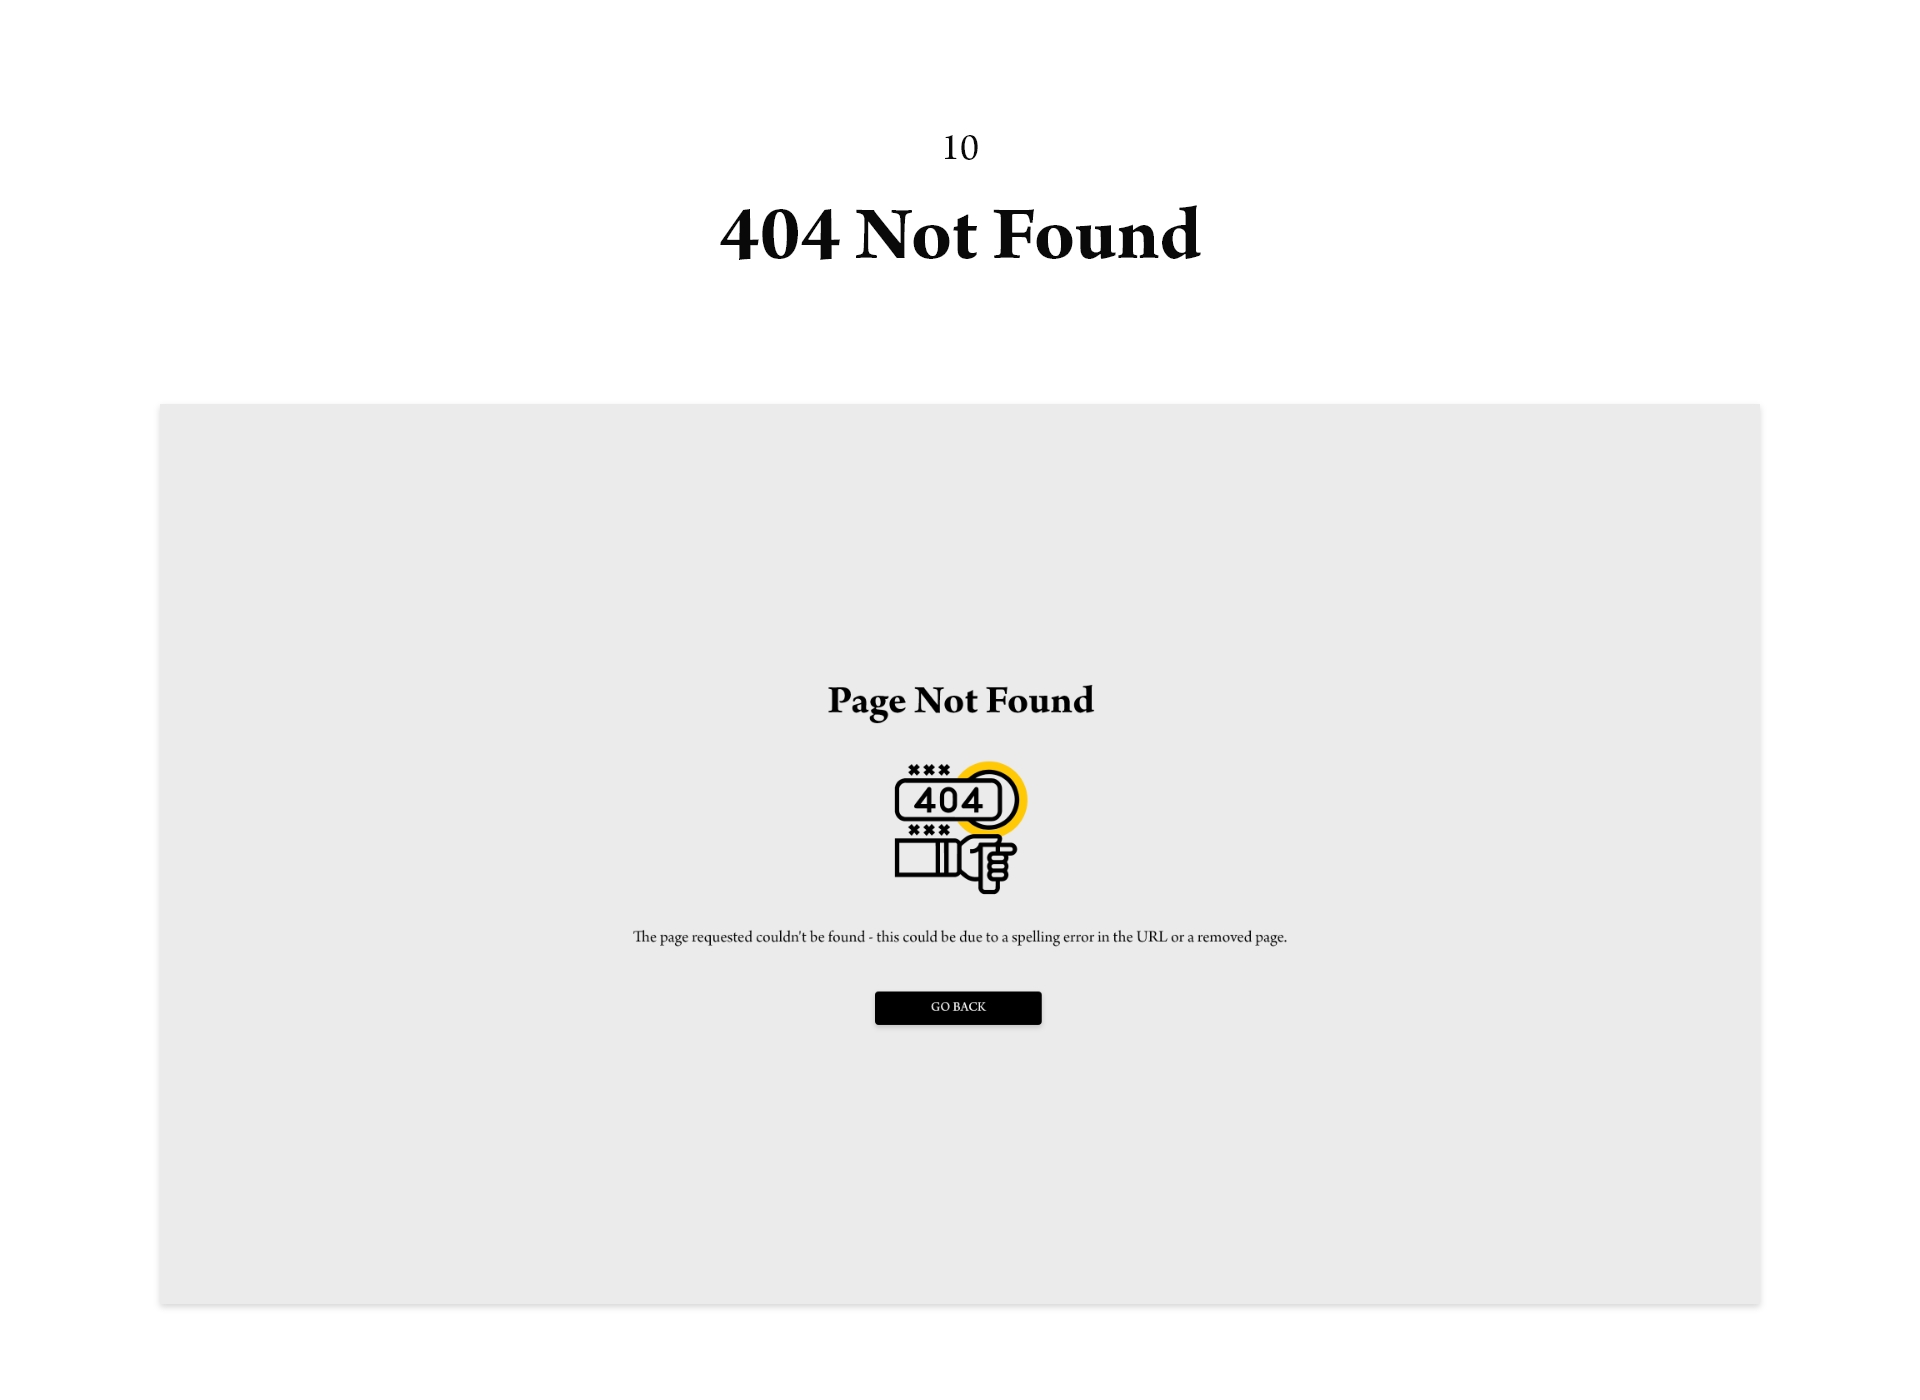 10
404 Not Found
Page Not Found
404
The page requested couldn't be found - this could be due to a spelling error in the URL or a removed page.
GO BACK